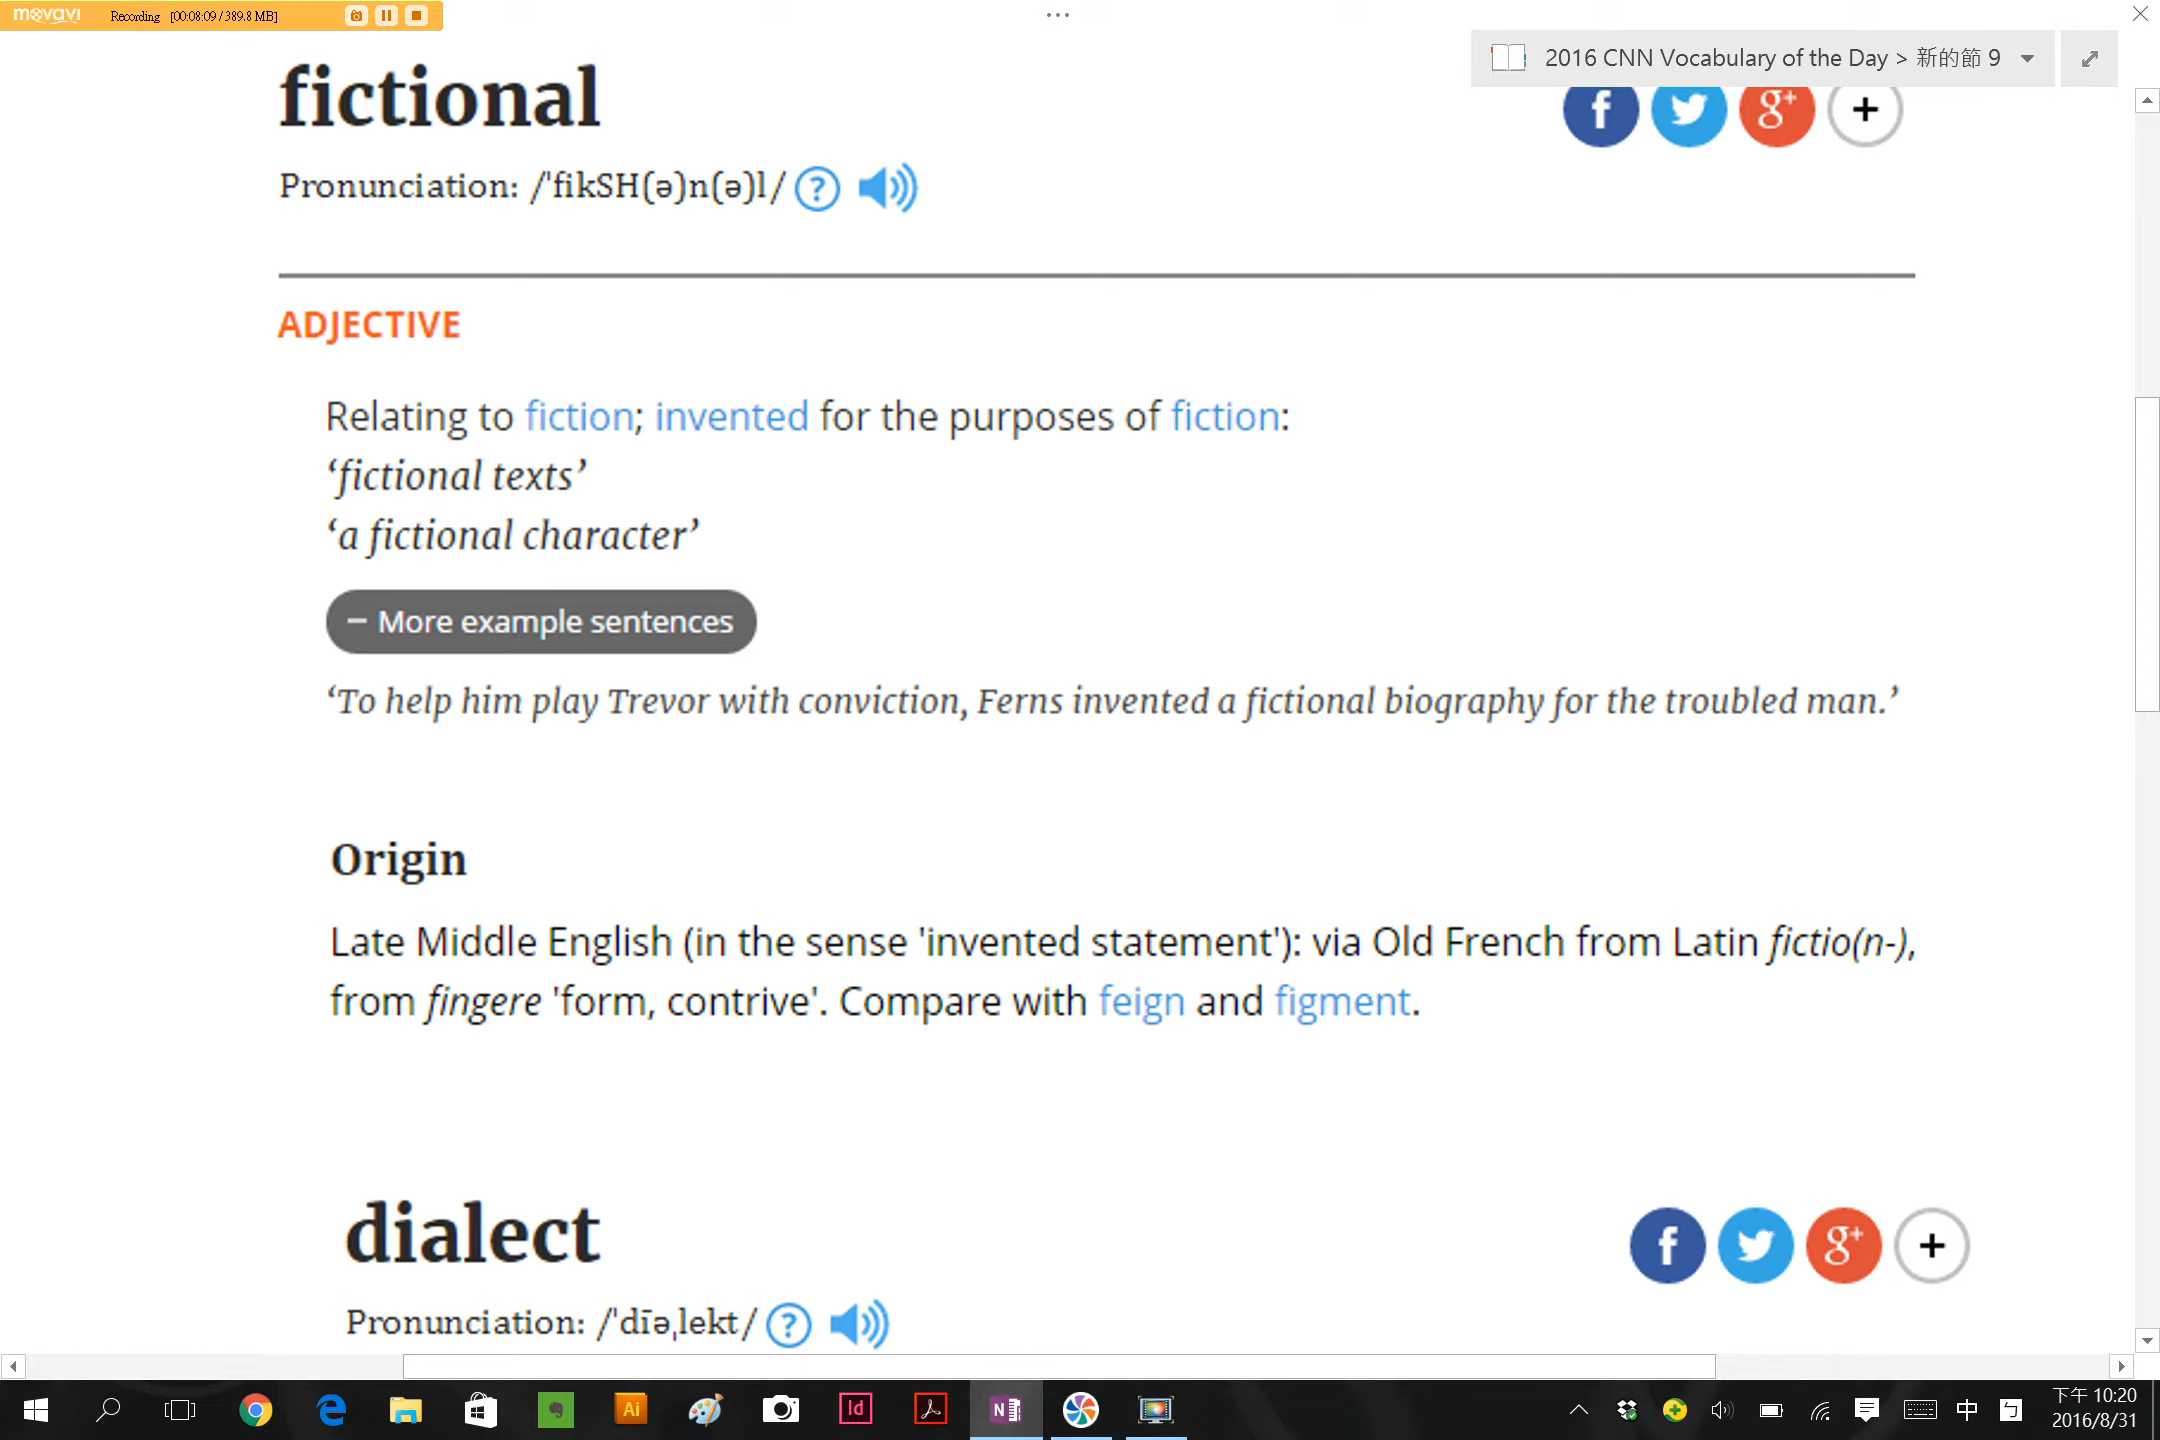 movavi Recording [00:08:09 / 389.8 MB]
2016 CNN Vocabulary of the Day > 新的節 9
fictional
f g+ +
Pronunciation: /ˈfikSH(ə)n(ə)l/ ?
ADJECTIVE
Relating to fiction; invented for the purposes of fiction:
‘fictional texts’
‘a fictional character’
− More example sentences
‘To help him play Trevor with conviction, Ferns invented a fictional biography for the troubled man.’
Origin
Late Middle English (in the sense 'invented statement'): via Old French from Latin fictio(n-),
from fingere 'form, contrive'. Compare with feign and figment.
dialect
f g+ +
Pronunciation: /ˈdīəˌlekt/ ?
Ai Id N 中 ㄅ
下午 10:20
2016/8/31